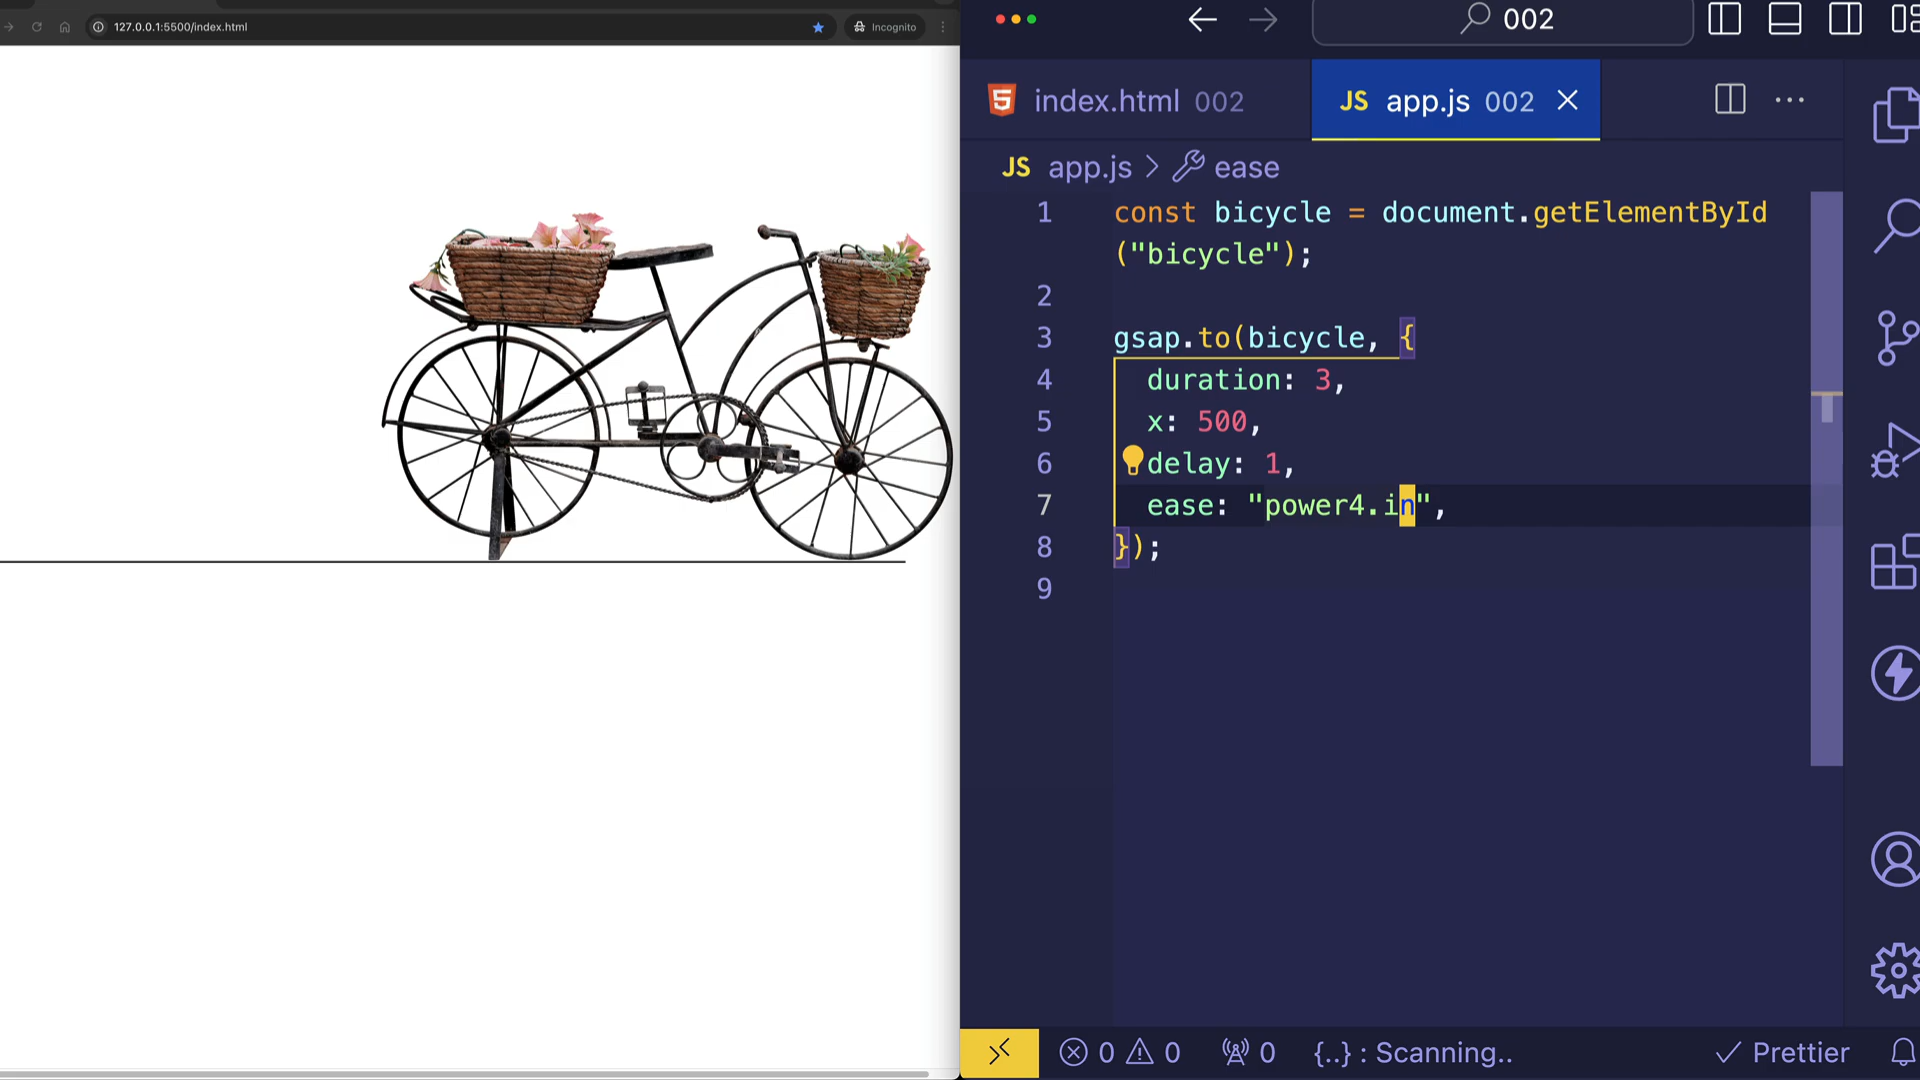 127.0.0.1:5500/index.html
Incognito
002
index.html 002
JS app.js 002
JS app.js > ease
1 const bicycle = document.getElementById
("bicycle");
2
3 gsap.to(bicycle, {
4 duration: 3,
5 x: 500,
6 delay: 1,
7 ease: "power4.in",
8 });
9
0 0 0 {..} : Scanning.. Prettier